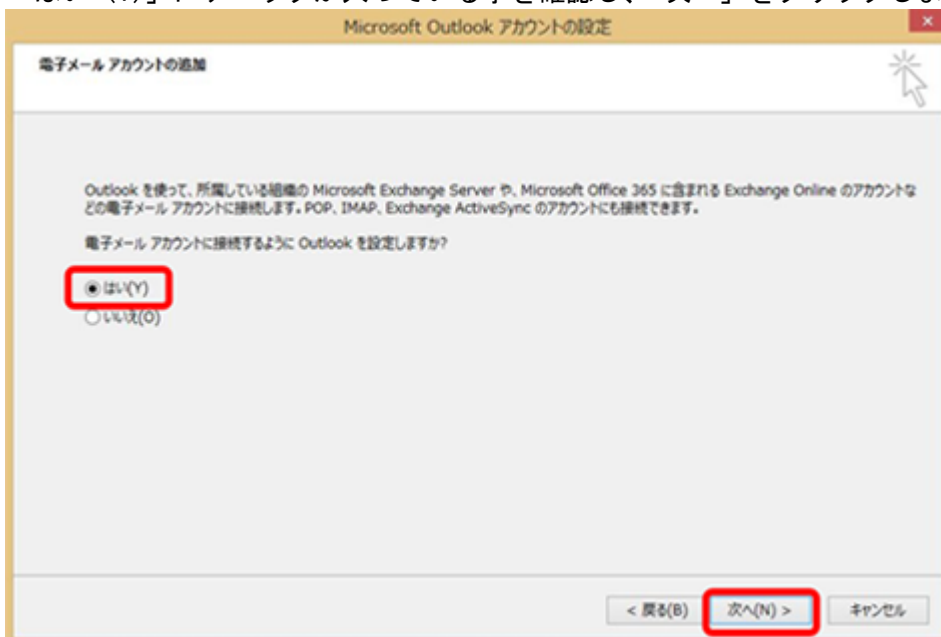 Microsoft Outlook アカウントの設定
電子メール アカウントの追加
Outlook を使って、所属している組織の Microsoft Exchange Server や、Microsoft Office 365 に含まれる Exchange Online のアカウントな
どの電子メール アカウントに接続します。POP、IMAP、Exchange ActiveSync のアカウントにも接続できます。
電子メール アカウントに接続するように Outlook を設定しますか?
はい(Y)
いいえ(O)
< 戻る(B) 次へ(N) > キャンセル